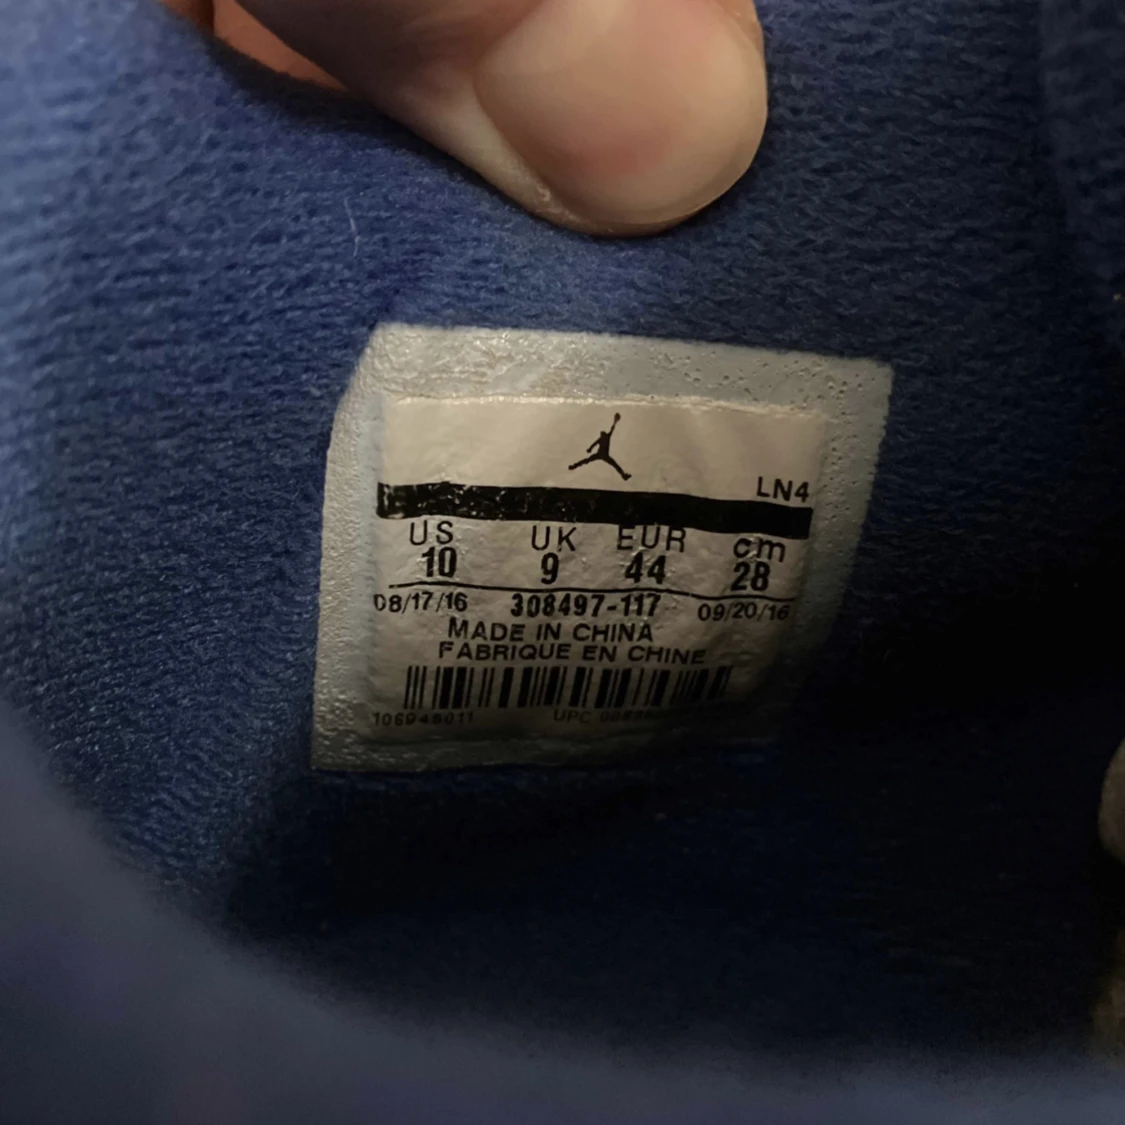 LN4
US UK EUR cm
10 9 44 28
08/17/16 308497-117 09/20/16
MADE IN CHINA
FABRIQUE EN CHINE
UPC